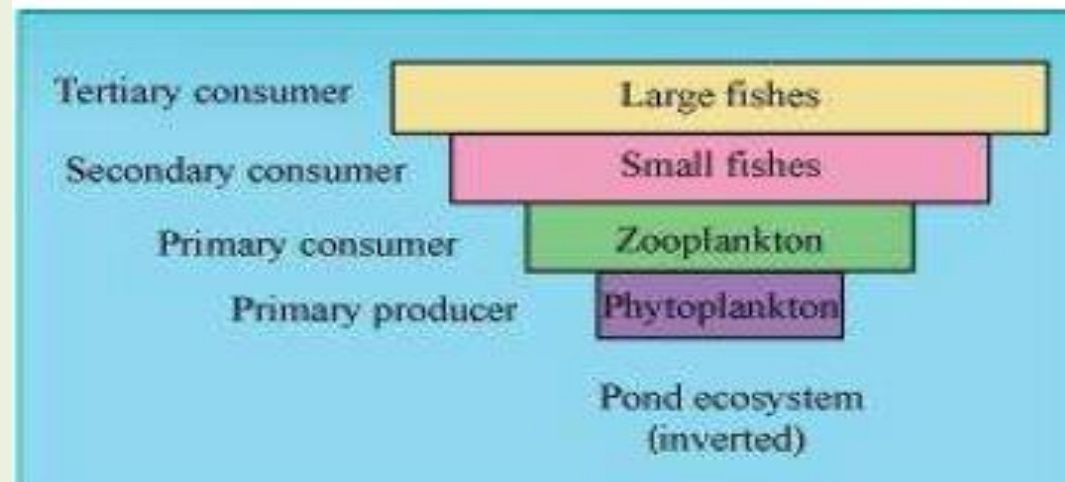 Tertiary consumer Large fishes
Secondary consumer Small fishes
Primary consumer Zooplankton
Primary producer Phytoplankton
Pond ecosystem
(inverted)